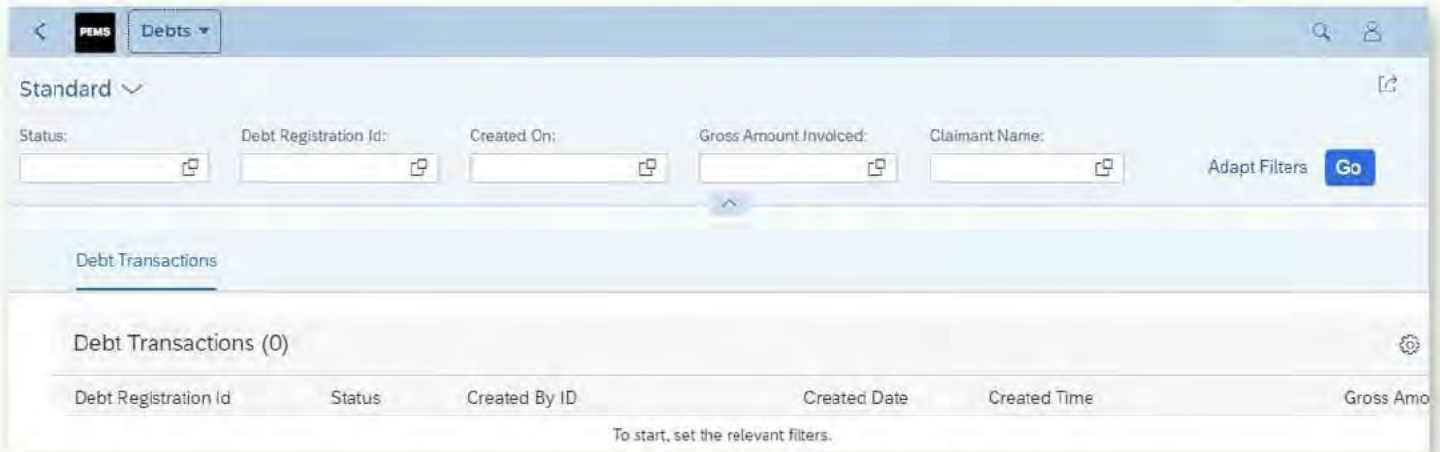 PEMS Debts
Standard
Status: Debt Registration Id: Created On: Gross Amount Invoiced: Claimant Name:
Adapt Filters Go
Debt Transactions
Debt Transactions (0)
Debt Registration Id Status Created By ID Created Date Created Time Gross Amo
To start, set the relevant filters.